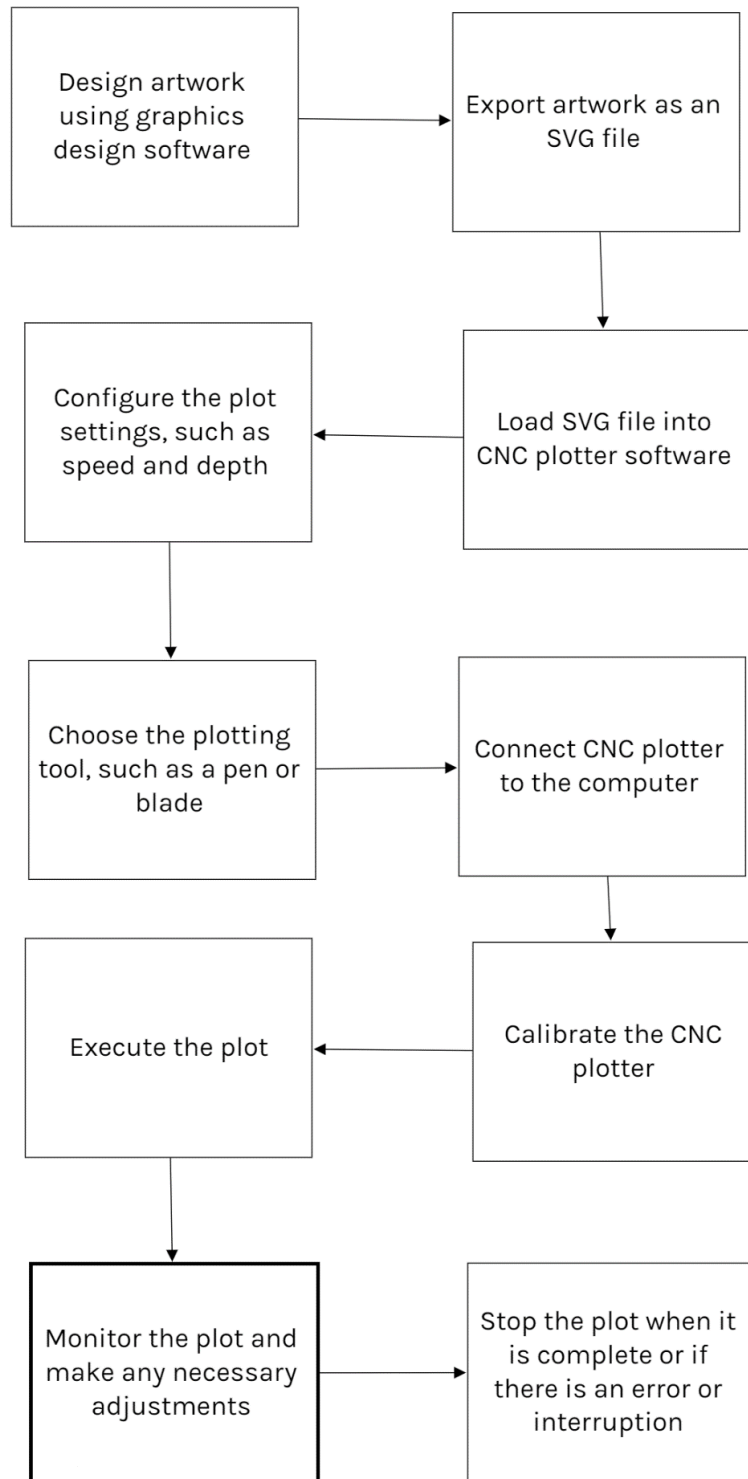 Design artwork
using graphics
design software
Export artwork as an
SVG file
Load SVG file into
CNC plotter software
Configure the plot
settings, such as
speed and depth
Choose the plotting
tool, such as a pen or
blade
Connect CNC plotter
to the computer
Calibrate the CNC
plotter
Execute the plot
Monitor the plot and
make any necessary
adjustments
Stop the plot when it
is complete or if
there is an error or
interruption